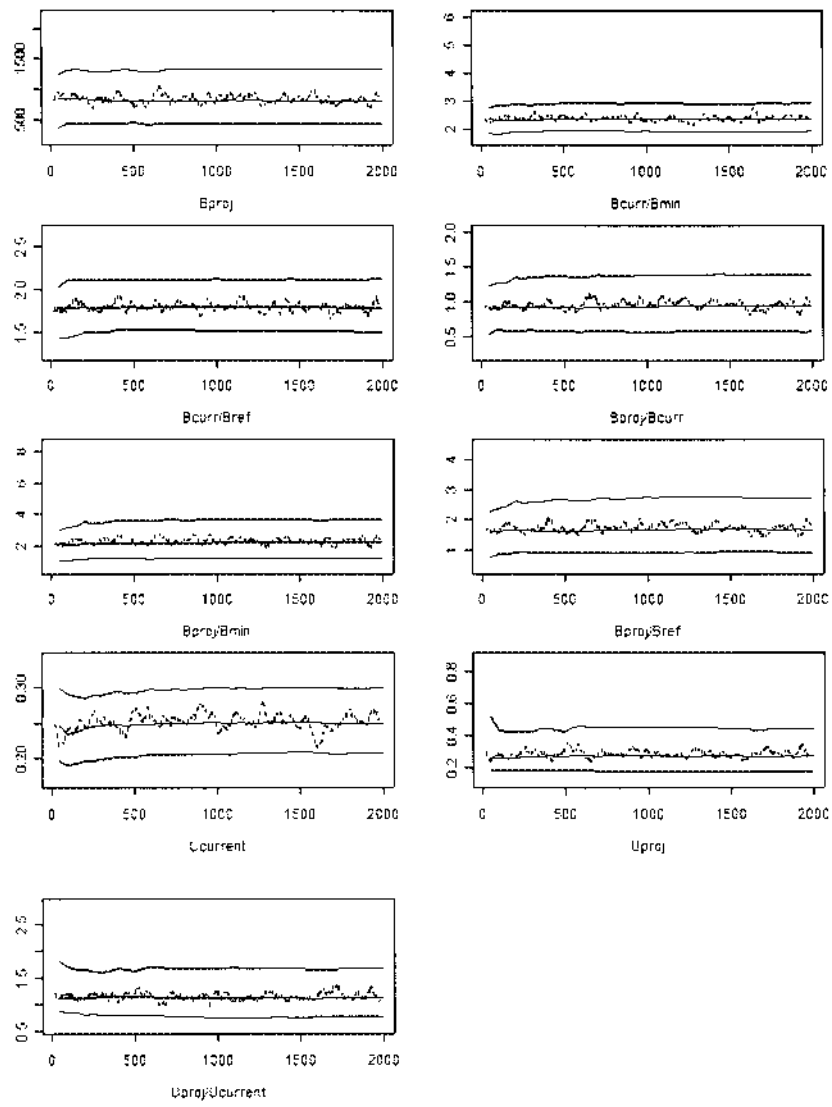 500 1500
0 500 1000 1500 2000
Bproj
2 3 4 5 6
0 500 1000 1500 2000
Bcurr/Bmin
1.5 2.0 2.5
0 500 1000 1500 2000
Bcurr/Bref
0.5 1.0 1.5 2.0
0 500 1000 1500 2000
Bproj/Bcurr
2 4 6 8
0 500 1000 1500 2000
Bproj/Bmin
1 2 3 4
0 500 1000 1500 2000
Bproj/Bref
0.20 0.30
0 500 1000 1500 2000
Ucurrent
0.2 0.4 0.6 0.8
0 500 1000 1500 2000
Uproj
0.5 1.5 2.5
0 500 1000 1500 2000
Uproj/Ucurrent